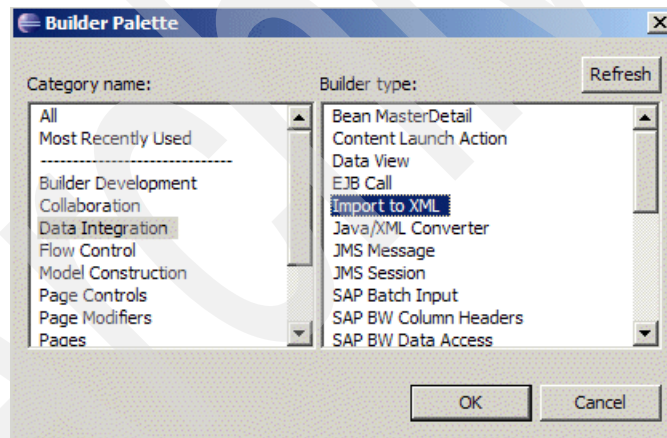 Builder Palette
Refresh
Category name:
Builder type:
All
Most Recently Used
------------------------------
Builder Development
Collaboration
Data Integration
Flow Control
Model Construction
Page Controls
Page Modifiers
Pages
Bean MasterDetail
Content Launch Action
Data View
EJB Call
Import to XML
Java/XML Converter
JMS Message
JMS Session
SAP Batch Input
SAP BW Column Headers
SAP BW Data Access
OK
Cancel